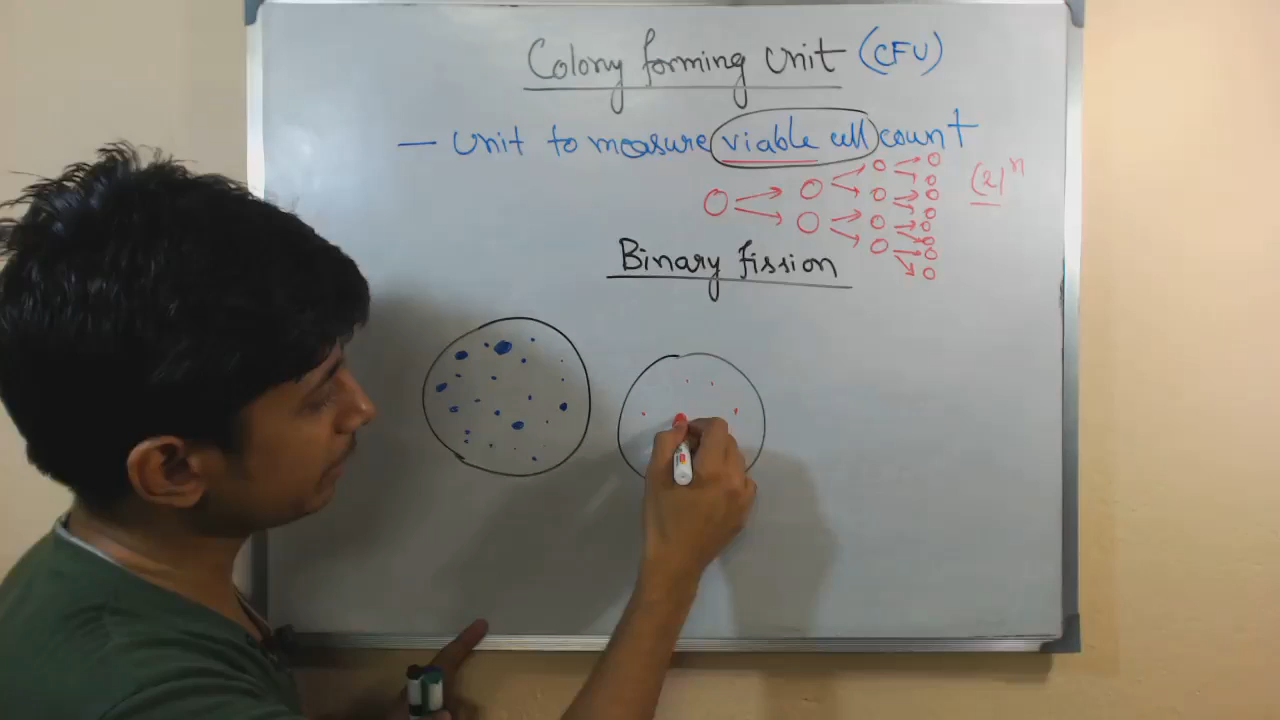 Colony forming Unit (CFU)
— Unit to measure viable cell count
(2)ⁿ
Binary fission